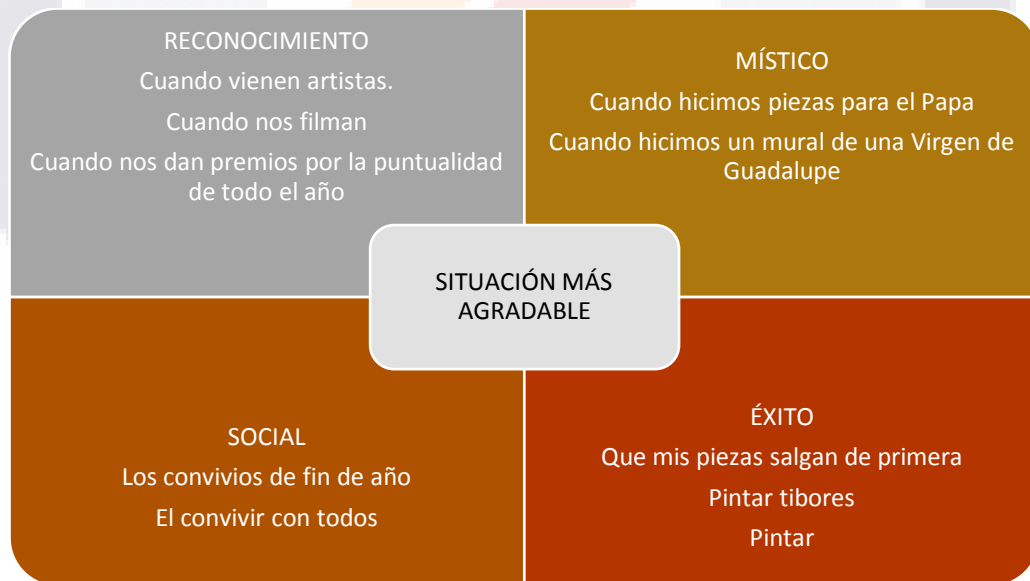 RECONOCIMIENTO
Cuando vienen artistas.
Cuando nos filman
Cuando nos dan premios por la puntualidad
de todo el año
MÍSTICO
Cuando hicimos piezas para el Papa
Cuando hicimos un mural de una Virgen de
Guadalupe
SITUACIÓN MÁS
AGRADABLE
SOCIAL
Los convivios de fin de año
El convivir con todos
ÉXITO
Que mis piezas salgan de primera
Pintar tibores
Pintar